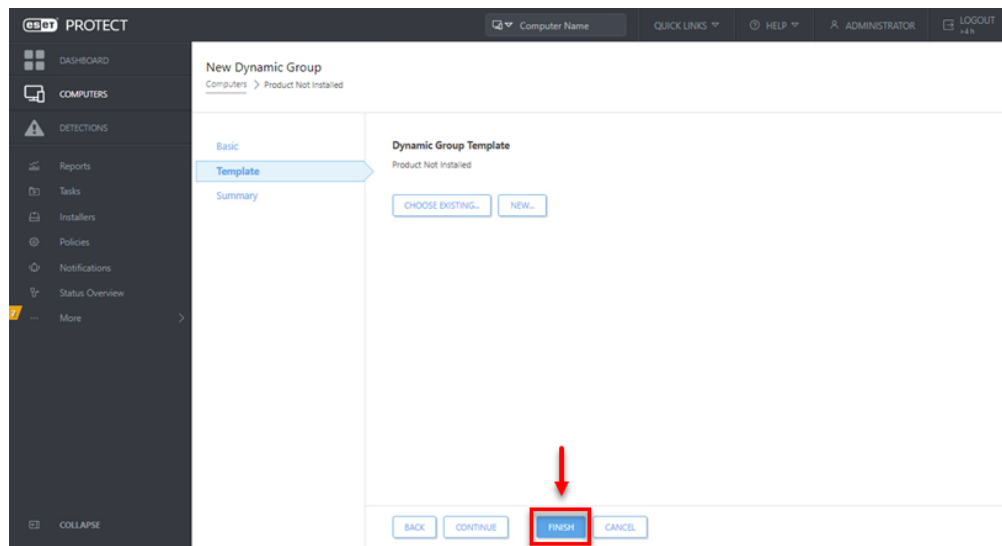 eset PROTECT
Computer Name
QUICK LINKS
HELP
ADMINISTRATOR
LOGOUT
>4 h
DASHBOARD
COMPUTERS
DETECTIONS
Reports
Tasks
Installers
Policies
Notifications
Status Overview
7
More
COLLAPSE
New Dynamic Group
Computers > Product Not Installed
Basic
Template
Summary
Dynamic Group Template
Product Not Installed
CHOOSE EXISTING... NEW...
BACK CONTINUE FINISH CANCEL